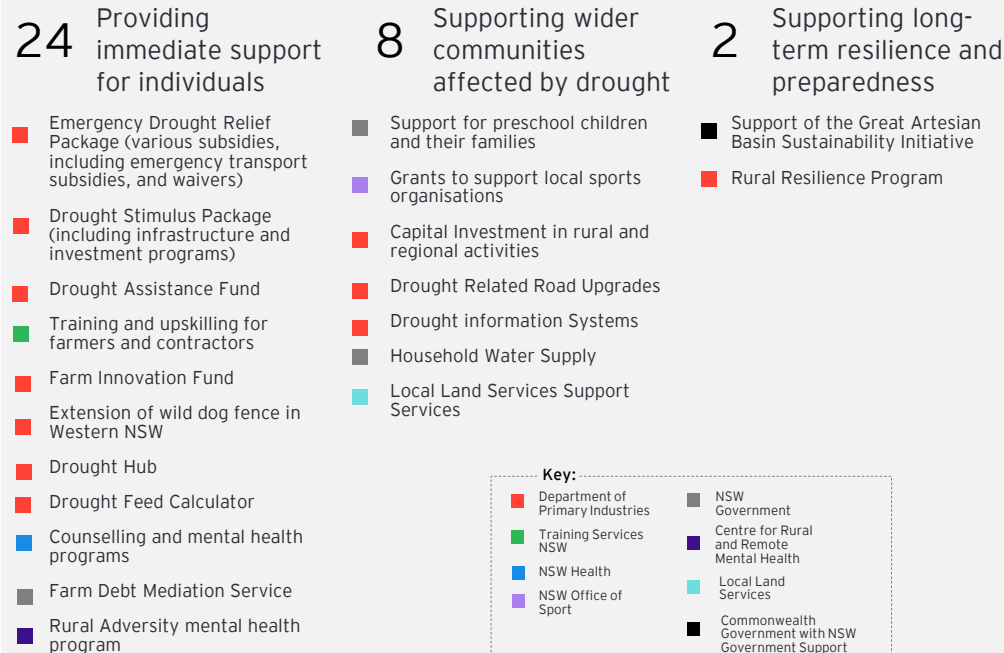 24 Providing
immediate support
for individuals
Emergency Drought Relief
Package (various subsidies,
including emergency transport
subsidies, and waivers)
Drought Stimulus Package
(including infrastructure and
investment programs)
Drought Assistance Fund
Training and upskilling for
farmers and contractors
Farm Innovation Fund
Extension of wild dog fence in
Western NSW
Drought Hub
Drought Feed Calculator
Counselling and mental health
programs
Farm Debt Mediation Service
Rural Adversity mental health
program
8 Supporting wider
communities
affected by drought
Support for preschool children
and their families
Grants to support local sports
organisations
Capital Investment in rural and
regional activities
Drought Related Road Upgrades
Drought information Systems
Household Water Supply
Local Land Services Support
Services
2 Supporting long-
term resilience and
preparedness
Support of the Great Artesian
Basin Sustainability Initiative
Rural Resilience Program
Key:
Department of
Primary Industries
Training Services
NSW
NSW Health
NSW Office of
Sport
NSW
Government
Centre for Rural
and Remote
Mental Health
Local Land
Services
Commonwealth
Government with NSW
Government Support